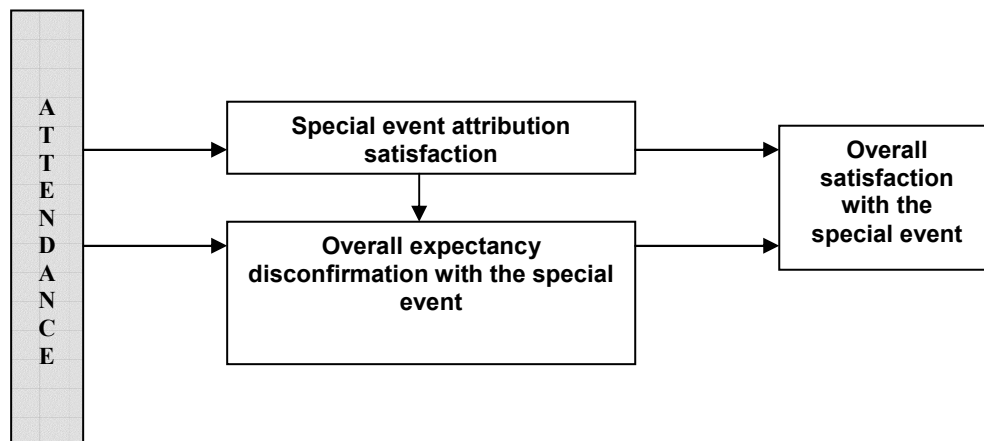 A
T
T
E
N
D
A
N
C
E
Special event attribution
satisfaction
Overall expectancy
disconfirmation with the special
event
Overall
satisfaction
with the
special event